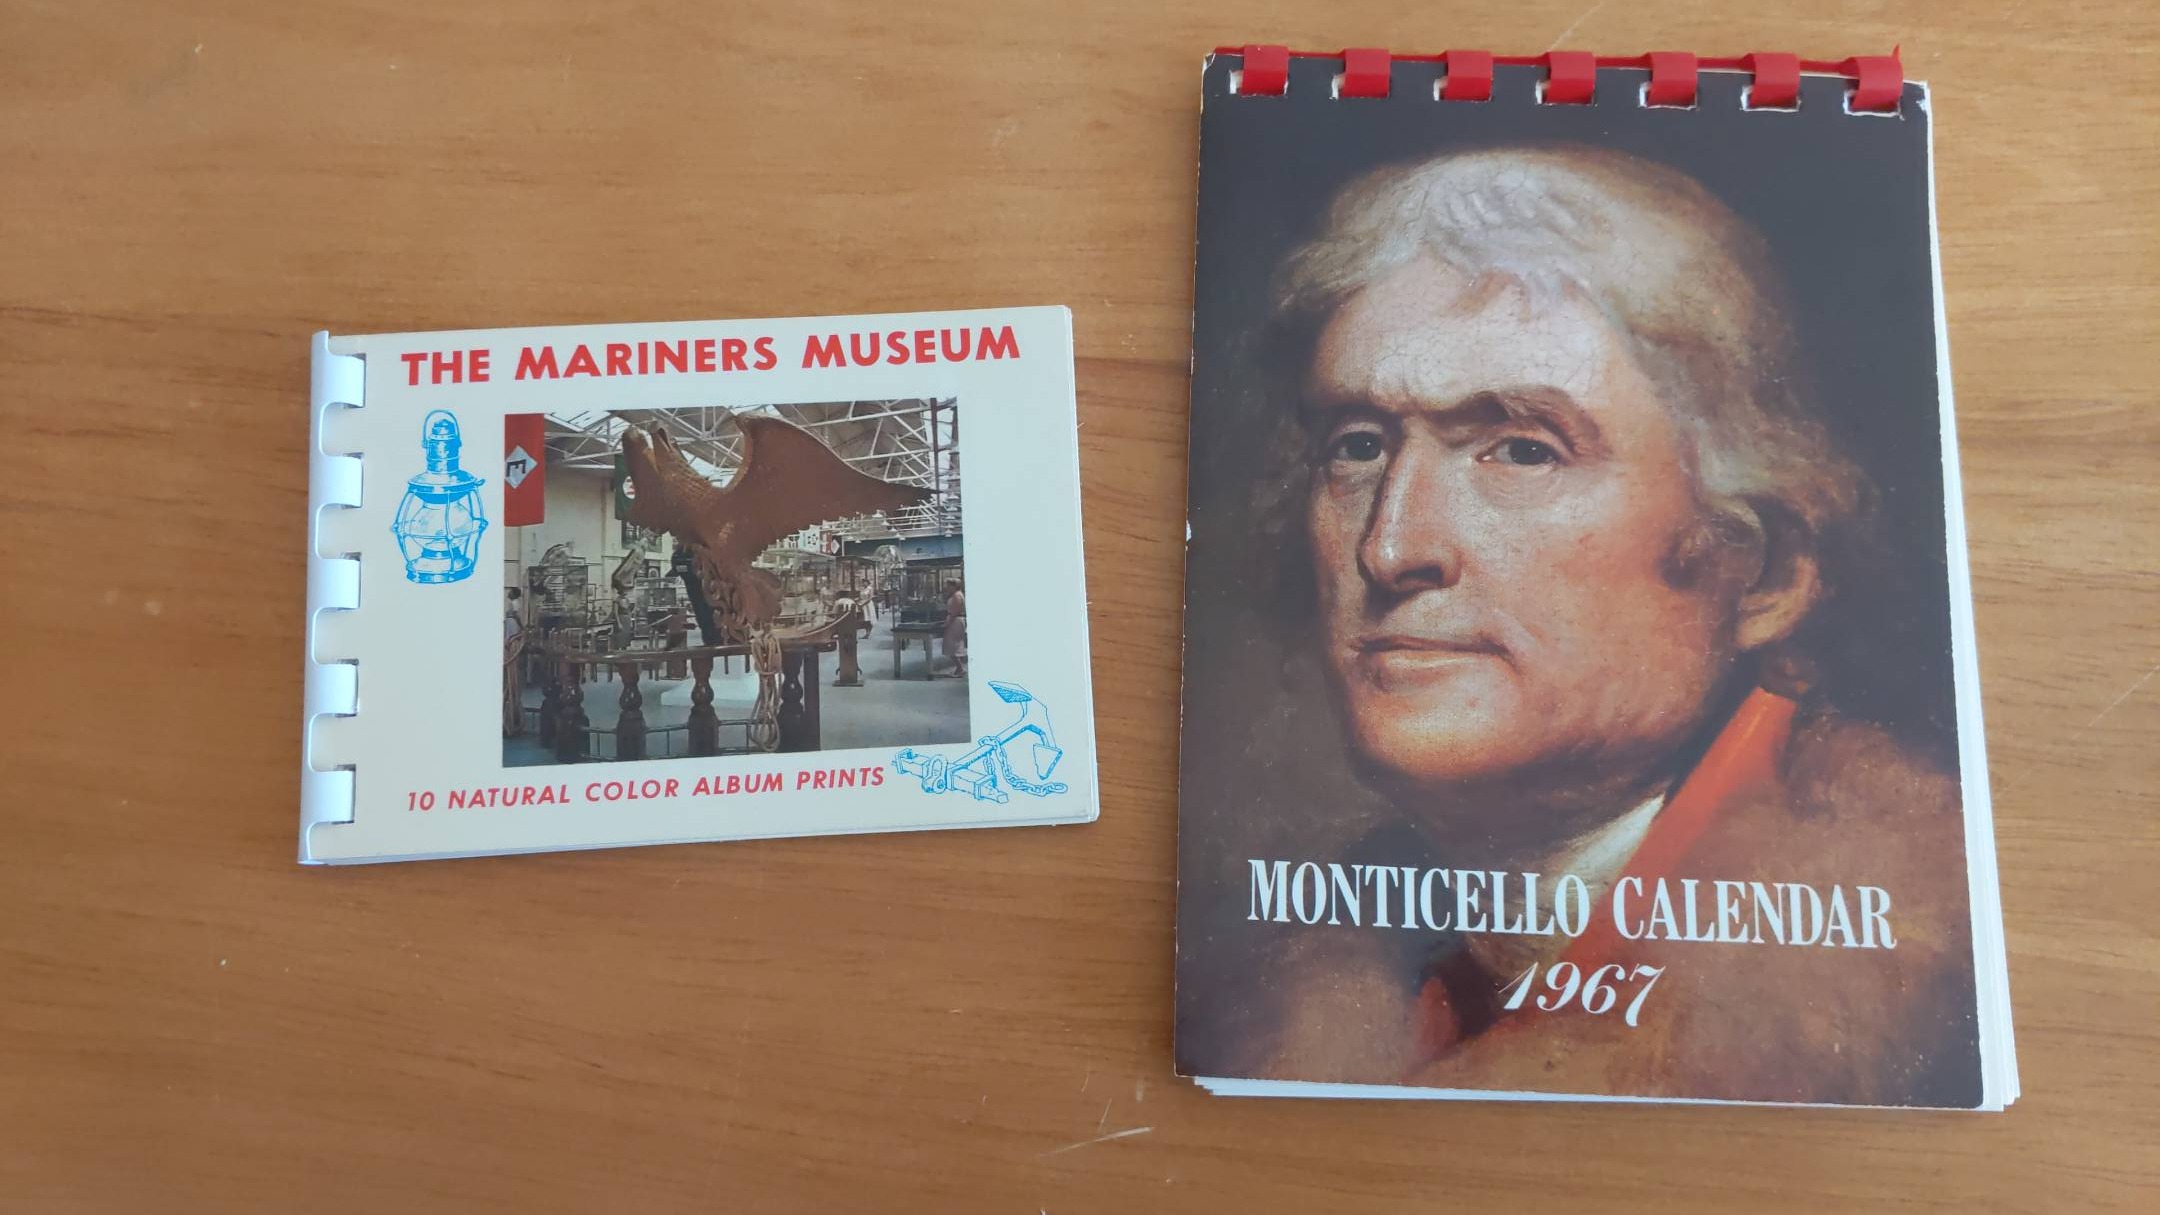 THE MARINERS MUSEUM
E
10 NATURAL COLOR ALBUM PRINTS
MONTICELLO CALENDAR
1967